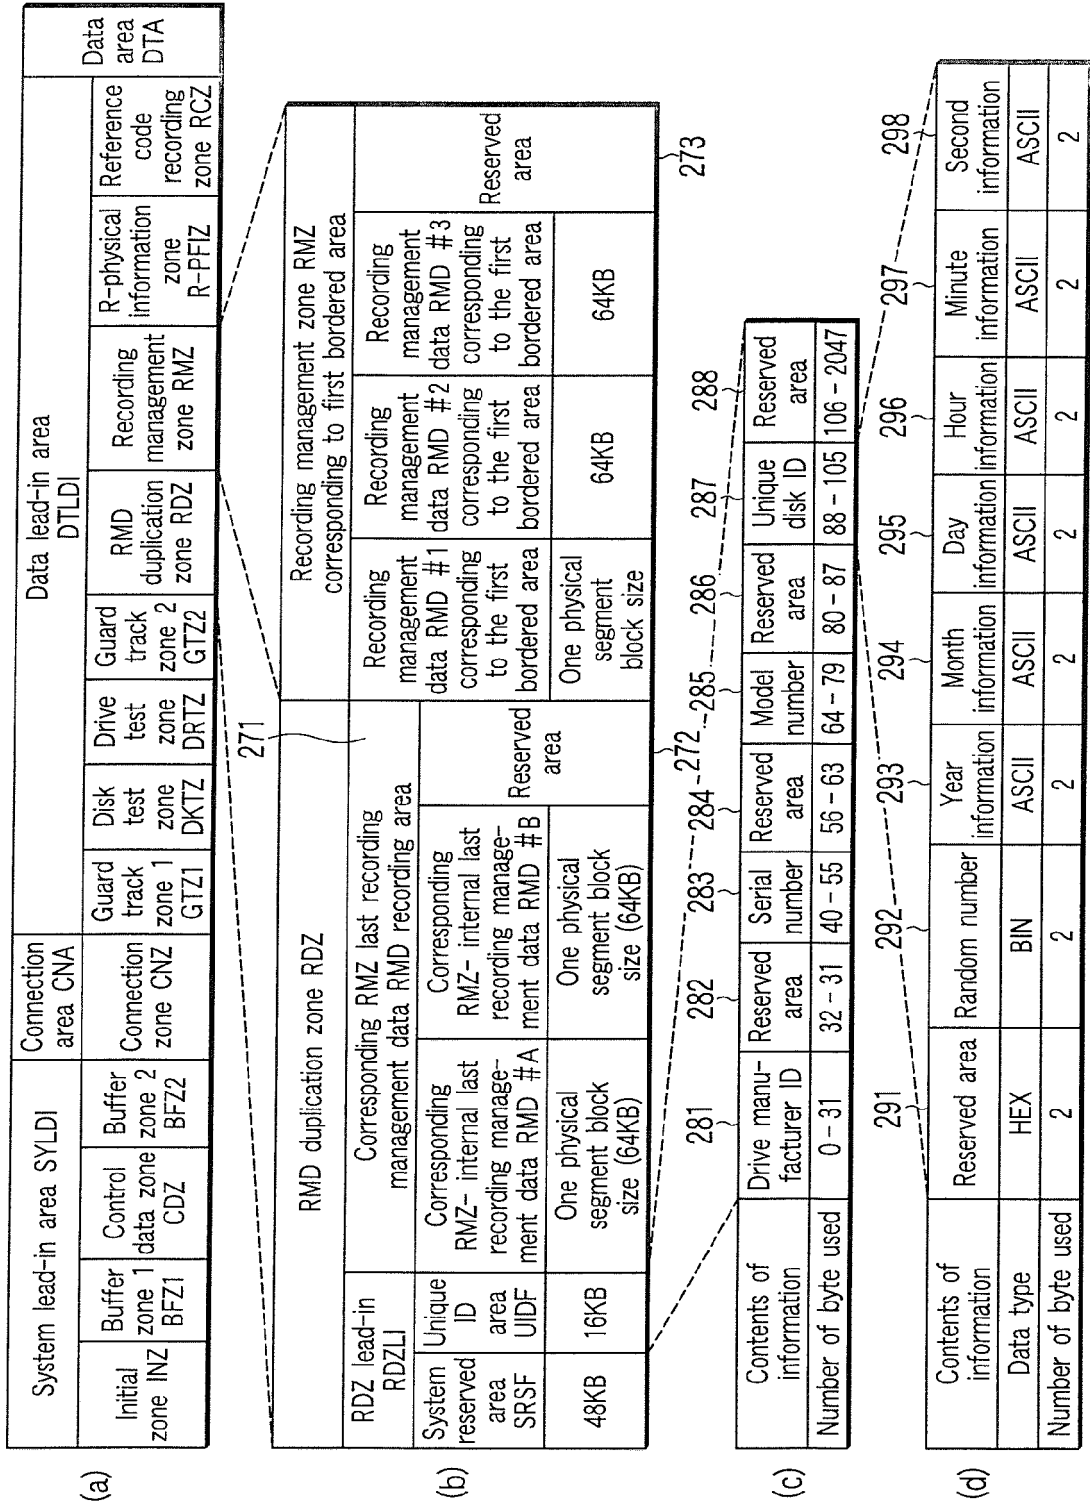 (a)
System lead-in area SYLDI
Connection
area CNA
Data lead-in area
DTLDI
Data
area
DTA
Initial
zone INZ
Buffer
zone 1
BFZ1
Control
data zone
CDZ
Buffer
zone 2
BFZ2
Connection
zone CNZ
Guard
track
zone 1
GTZ1
Disk
test
zone
DKTZ
Drive
test
zone
DRTZ
Guard
track
zone 2
GTZ2
RMD
duplication
zone RDZ
Recording
management
zone RMZ
R-physical
information
zone
R-PFIZ
Reference
code
recording
zone RCZ
(b)
RMD duplication zone RDZ
Recording management zone RMZ
corresponding to first bordered area
RDZ lead-in
RDZLI
Corresponding RMZ last recording
management data RMD recording area
271
System
reserved
area
SRSF
48KB
Unique
ID
area
UIDF
16KB
Corresponding
RMZ- internal last
recording manage-
ment data RMD #A
One physical
segment block
size (64KB)
Corresponding
RMZ- internal last
recording manage-
ment data RMD #B
One physical
segment block
size (64KB)
Reserved
area
272
Recording
management
data RMD #1
corresponding
to the first
bordered area
One physical
segment
block size
Recording
management
data RMD #2
corresponding
to the first
bordered area
64KB
Recording
management
data RMD #3
corresponding
to the first
bordered area
64KB
Reserved
area
273
(c)
281
282
283
284
285
286
287
288
Contents of
information
Drive manu-
facturer ID
Reserved
area
Serial
number
Reserved
area
Model
number
Reserved
area
Unique
disk ID
Reserved
area
Number of byte used
0 - 31
32 - 31
40 - 55
56 - 63
64 - 79
80 - 87
88 - 105
106 - 2047
(d)
291
292
293
294
295
296
297
298
Contents of
information
Reserved area
Random number
Year
information
Month
information
Day
information
Hour
information
Minute
information
Second
information
Data type
HEX
BIN
ASCII
ASCII
ASCII
ASCII
ASCII
ASCII
Number of byte used
2
2
2
2
2
2
2
2